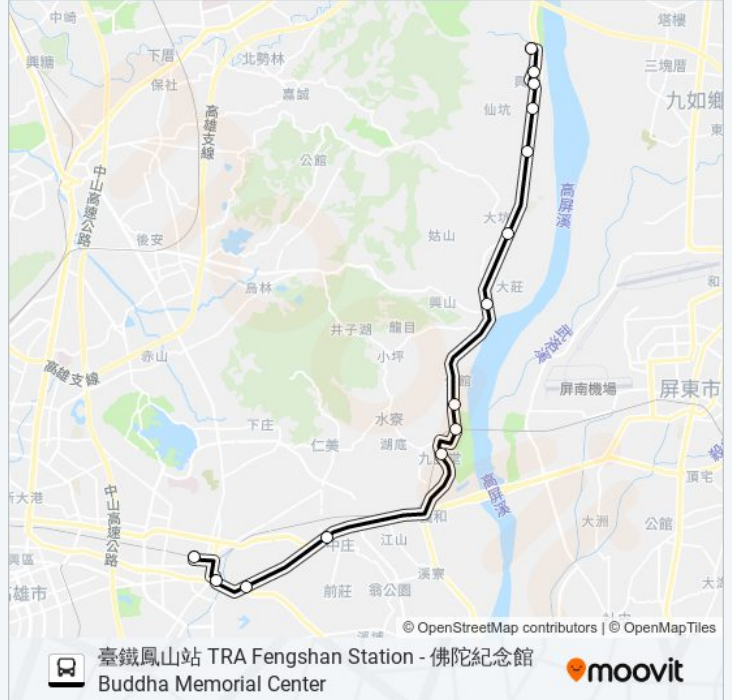 中崎
塔樓
下厝
北勢林
興糖
三塊厝
保社
嘉誠
九如鄉
仙坑
高雄支線
公館
中山高速公路
高屏溪
大坑
姑山
後安
和
烏林
大莊
興山
井子湖
龍目
武洛溪
赤山
小坪
高雄支線
館
屏南機場
屏東市
水寮
下庄
仁美
湖底
九 堂
高屏溪
頂宅
新大港
中山高速公路
和
大洲
公館
江山
中庄
興區
溪寮
高雄市
前莊
翁公園
© OpenStreetMap contributors | © OpenMapTiles
臺鐵鳳山站 TRA Fengshan Station - 佛陀紀念館
Buddha Memorial Center
moovit